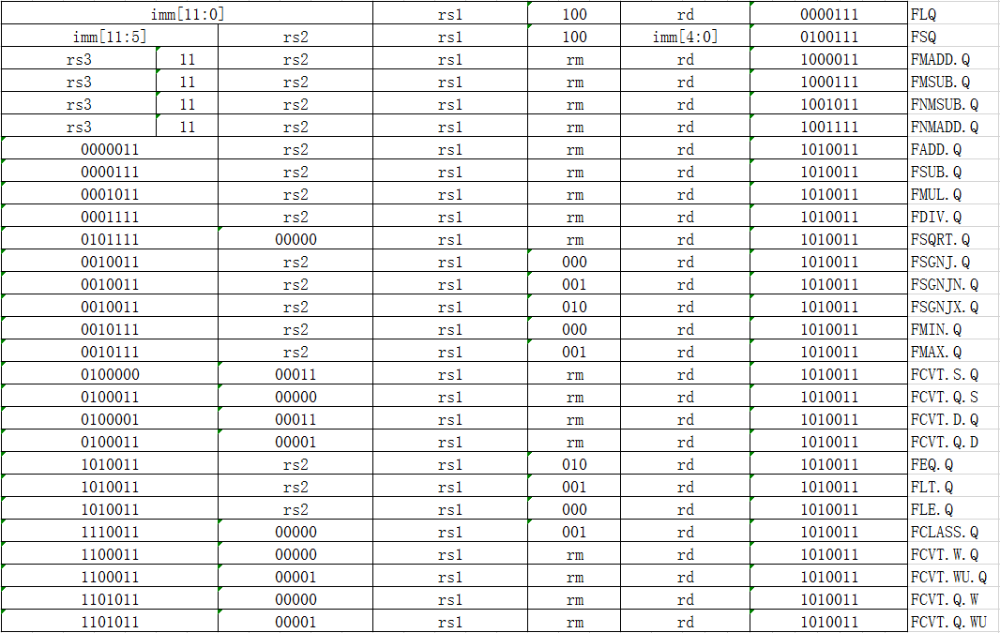 imm[11:0] rs1 100 rd 0000111 FLQ
imm[11:5] rs2 rs1 100 imm[4:0] 0100111 FSQ
rs3 11 rs2 rs1 rm rd 1000011 FMADD.Q
rs3 11 rs2 rs1 rm rd 1000111 FMSUB.Q
rs3 11 rs2 rs1 rm rd 1001011 FNMSUB.Q
rs3 11 rs2 rs1 rm rd 1001111 FNMADD.Q
0000011 rs2 rs1 rm rd 1010011 FADD.Q
0000111 rs2 rs1 rm rd 1010011 FSUB.Q
0001011 rs2 rs1 rm rd 1010011 FMUL.Q
0001111 rs2 rs1 rm rd 1010011 FDIV.Q
0101111 00000 rs1 rm rd 1010011 FSQRT.Q
0010011 rs2 rs1 000 rd 1010011 FSGNJ.Q
0010011 rs2 rs1 001 rd 1010011 FSGNJN.Q
0010011 rs2 rs1 010 rd 1010011 FSGNJX.Q
0010111 rs2 rs1 000 rd 1010011 FMIN.Q
0010111 rs2 rs1 001 rd 1010011 FMAX.Q
0100000 00011 rs1 rm rd 1010011 FCVT.S.Q
0100011 00000 rs1 rm rd 1010011 FCVT.Q.S
0100001 00011 rs1 rm rd 1010011 FCVT.D.Q
0100011 00001 rs1 rm rd 1010011 FCVT.Q.D
1010011 rs2 rs1 010 rd 1010011 FEQ.Q
1010011 rs2 rs1 001 rd 1010011 FLT.Q
1010011 rs2 rs1 000 rd 1010011 FLE.Q
1110011 00000 rs1 001 rd 1010011 FCLASS.Q
1100011 00000 rs1 rm rd 1010011 FCVT.W.Q
1100011 00001 rs1 rm rd 1010011 FCVT.WU.Q
1101011 00000 rs1 rm rd 1010011 FCVT.Q.W
1101011 00001 rs1 rm rd 1010011 FCVT.Q.WU